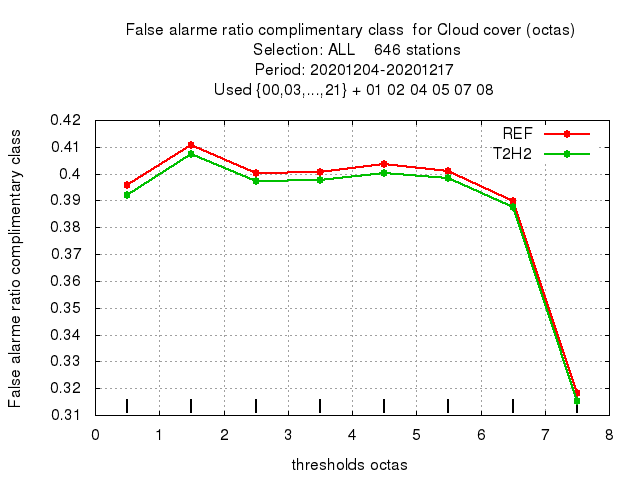 False alarme ratio complimentary class  for Cloud cover (octas)
Selection: ALL    646 stations
Period: 20201204-20201217
Used {00,03,...,21} + 01 02 04 05 07 08
REF
T2H2
False alarme ratio complimentary class
0.42
0.41
0.4
0.39
0.38
0.37
0.36
0.35
0.34
0.33
0.32
0.31
0 1 2 3 4 5 6 7 8
thresholds octas